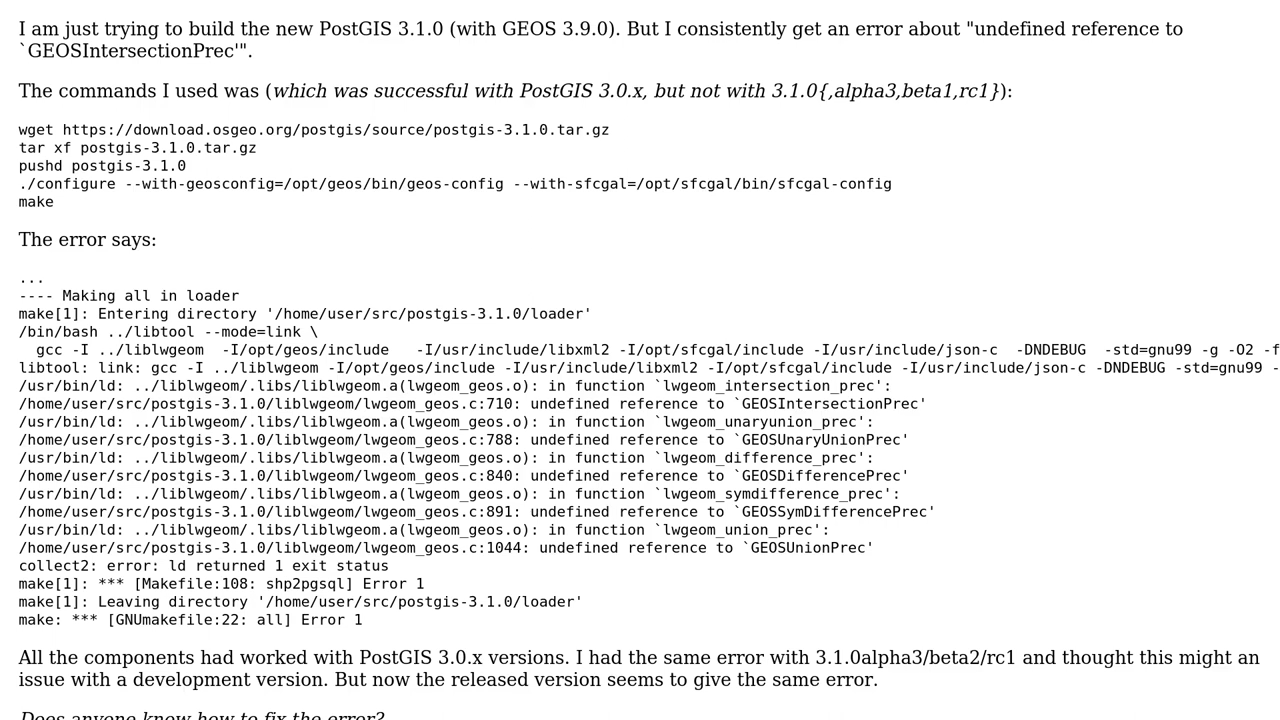 I am just trying to build the new PostGIS 3.1.0 (with GEOS 3.9.0). But I consistently get an error about "undefined reference to
`GEOSIntersectionPrec'".
The commands I used was (which was successful with PostGIS 3.0.x, but not with 3.1.0{,alpha3,beta1,rc1}):
wget https://download.osgeo.org/postgis/source/postgis-3.1.0.tar.gz
tar xf postgis-3.1.0.tar.gz
pushd postgis-3.1.0
./configure --with-geosconfig=/opt/geos/bin/geos-config --with-sfcgal=/opt/sfcgal/bin/sfcgal-config
make
The error says:
...
---- Making all in loader
make[1]: Entering directory '/home/user/src/postgis-3.1.0/loader'
/bin/bash ../libtool --mode=link \
  gcc -I ../liblwgeom  -I/opt/geos/include   -I/usr/include/libxml2 -I/opt/sfcgal/include -I/usr/include/json-c  -DNDEBUG  -std=gnu99 -g -O2 -f
libtool: link: gcc -I ../liblwgeom -I/opt/geos/include -I/usr/include/libxml2 -I/opt/sfcgal/include -I/usr/include/json-c -DNDEBUG -std=gnu99 -
/usr/bin/ld: ../liblwgeom/.libs/liblwgeom.a(lwgeom_geos.o): in function `lwgeom_intersection_prec':
/home/user/src/postgis-3.1.0/liblwgeom/lwgeom_geos.c:710: undefined reference to `GEOSIntersectionPrec'
/usr/bin/ld: ../liblwgeom/.libs/liblwgeom.a(lwgeom_geos.o): in function `lwgeom_unaryunion_prec':
/home/user/src/postgis-3.1.0/liblwgeom/lwgeom_geos.c:788: undefined reference to `GEOSUnaryUnionPrec'
/usr/bin/ld: ../liblwgeom/.libs/liblwgeom.a(lwgeom_geos.o): in function `lwgeom_difference_prec':
/home/user/src/postgis-3.1.0/liblwgeom/lwgeom_geos.c:840: undefined reference to `GEOSDifferencePrec'
/usr/bin/ld: ../liblwgeom/.libs/liblwgeom.a(lwgeom_geos.o): in function `lwgeom_symdifference_prec':
/home/user/src/postgis-3.1.0/liblwgeom/lwgeom_geos.c:891: undefined reference to `GEOSSymDifferencePrec'
/usr/bin/ld: ../liblwgeom/.libs/liblwgeom.a(lwgeom_geos.o): in function `lwgeom_union_prec':
/home/user/src/postgis-3.1.0/liblwgeom/lwgeom_geos.c:1044: undefined reference to `GEOSUnionPrec'
collect2: error: ld returned 1 exit status
make[1]: *** [Makefile:108: shp2pgsql] Error 1
make[1]: Leaving directory '/home/user/src/postgis-3.1.0/loader'
make: *** [GNUmakefile:22: all] Error 1
All the components had worked with PostGIS 3.0.x versions. I had the same error with 3.1.0alpha3/beta2/rc1 and thought this might an
issue with a development version. But now the released version seems to give the same error.
Does anyone know how to fix the error?